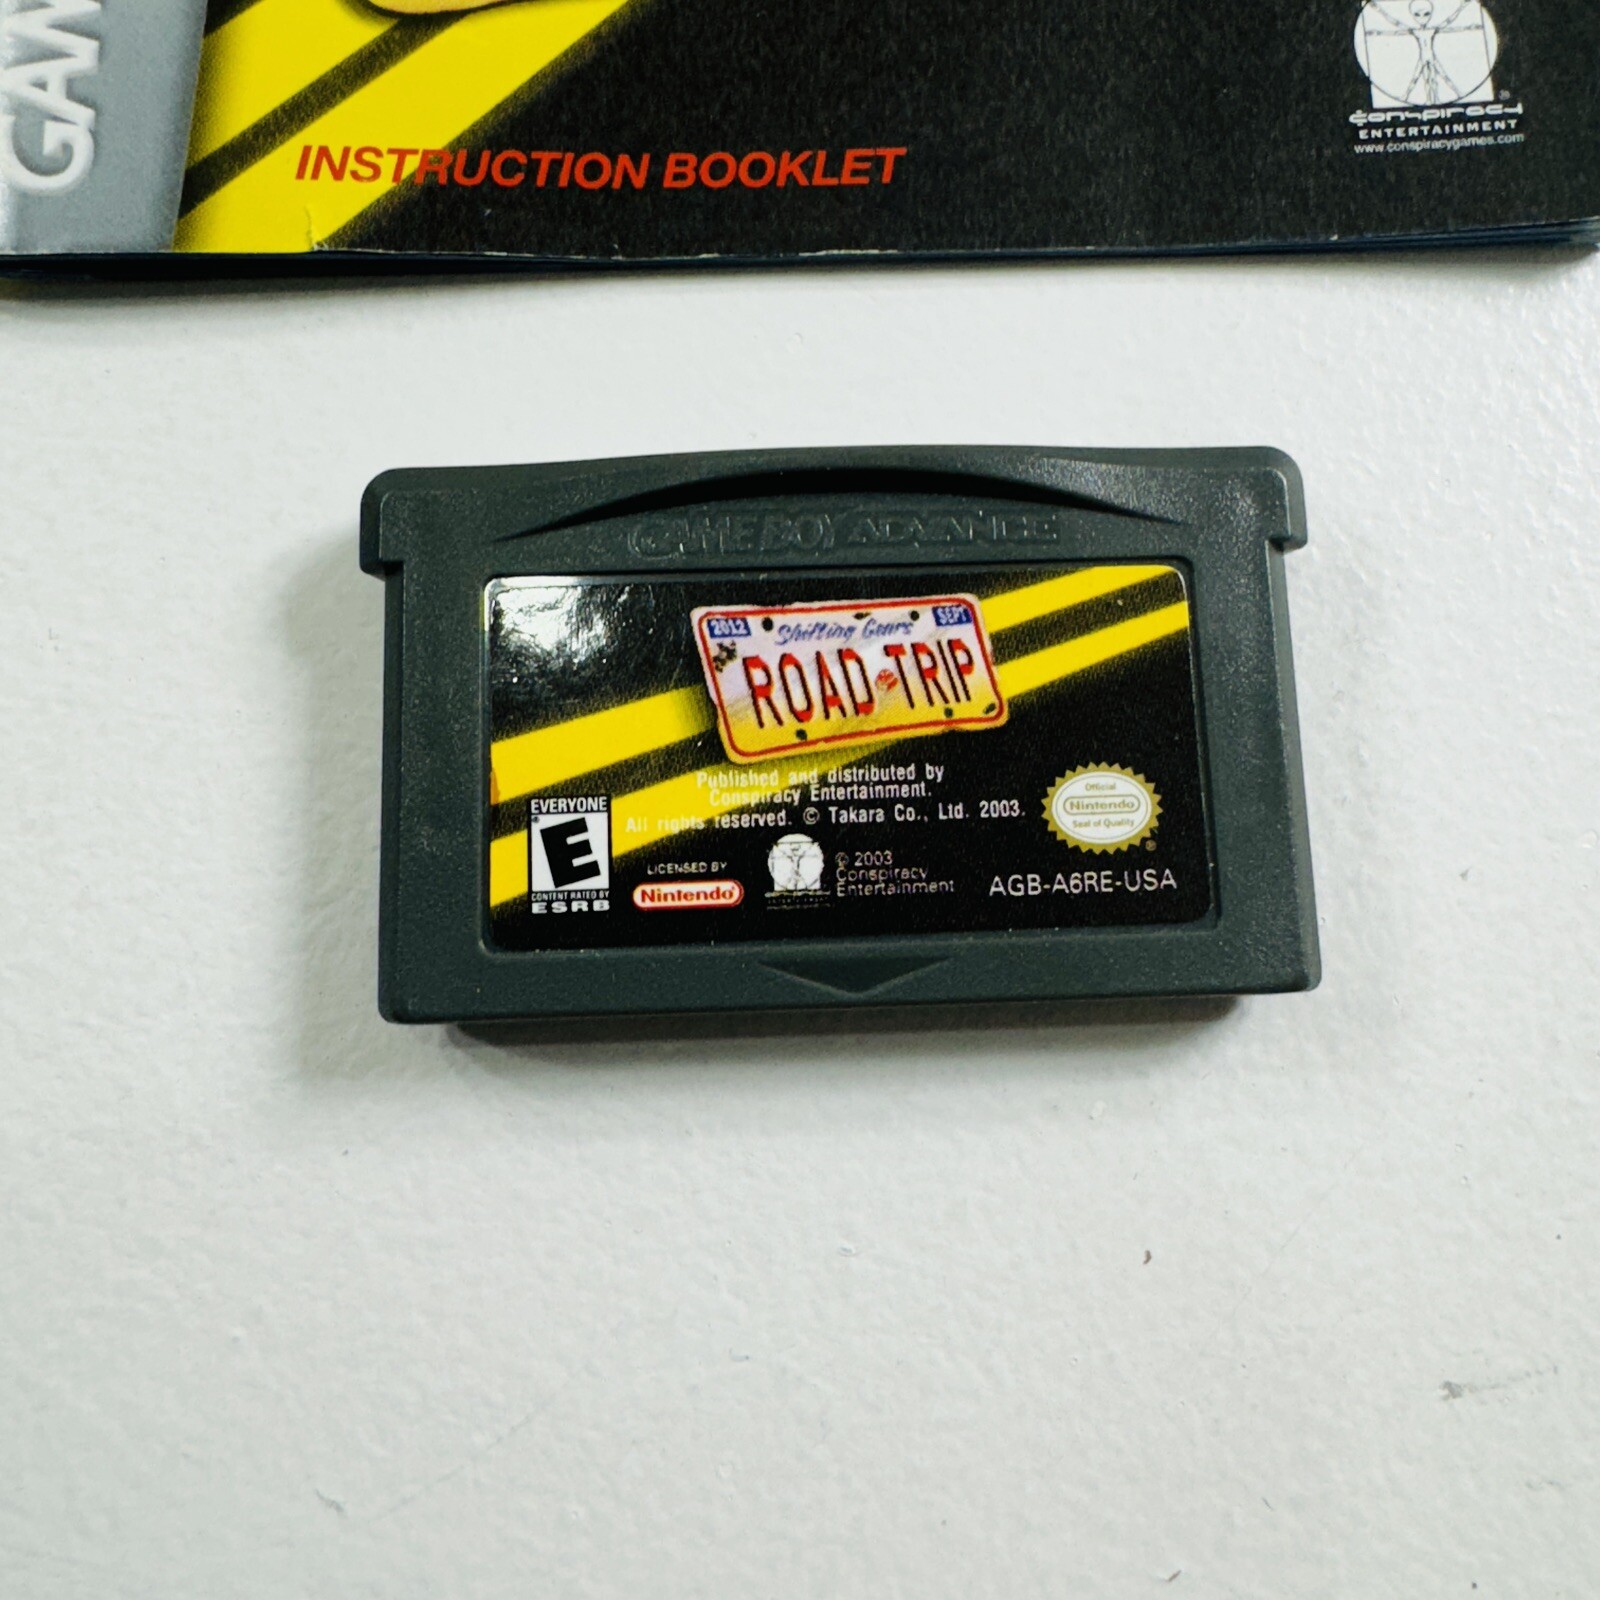 GAM
INSTRUCTION BOOKLET
conspiracy
ENTERTAINMENT
www.conspiracygames.com
GAME BOY ADVANCE
2012
Shifting Gears
SEPT
ROAD TRIP
Published and distributed by
Conspiracy Entertainment.
All rights reserved. © Takara Co., Ltd. 2003.
EVERYONE
E
CONTENT RATED BY
ESRB
LICENSED BY
Nintendo®
© 2003
Conspiracy
Entertainment
Official
Nintendo
Seal of Quality
®
AGB-A6RE-USA